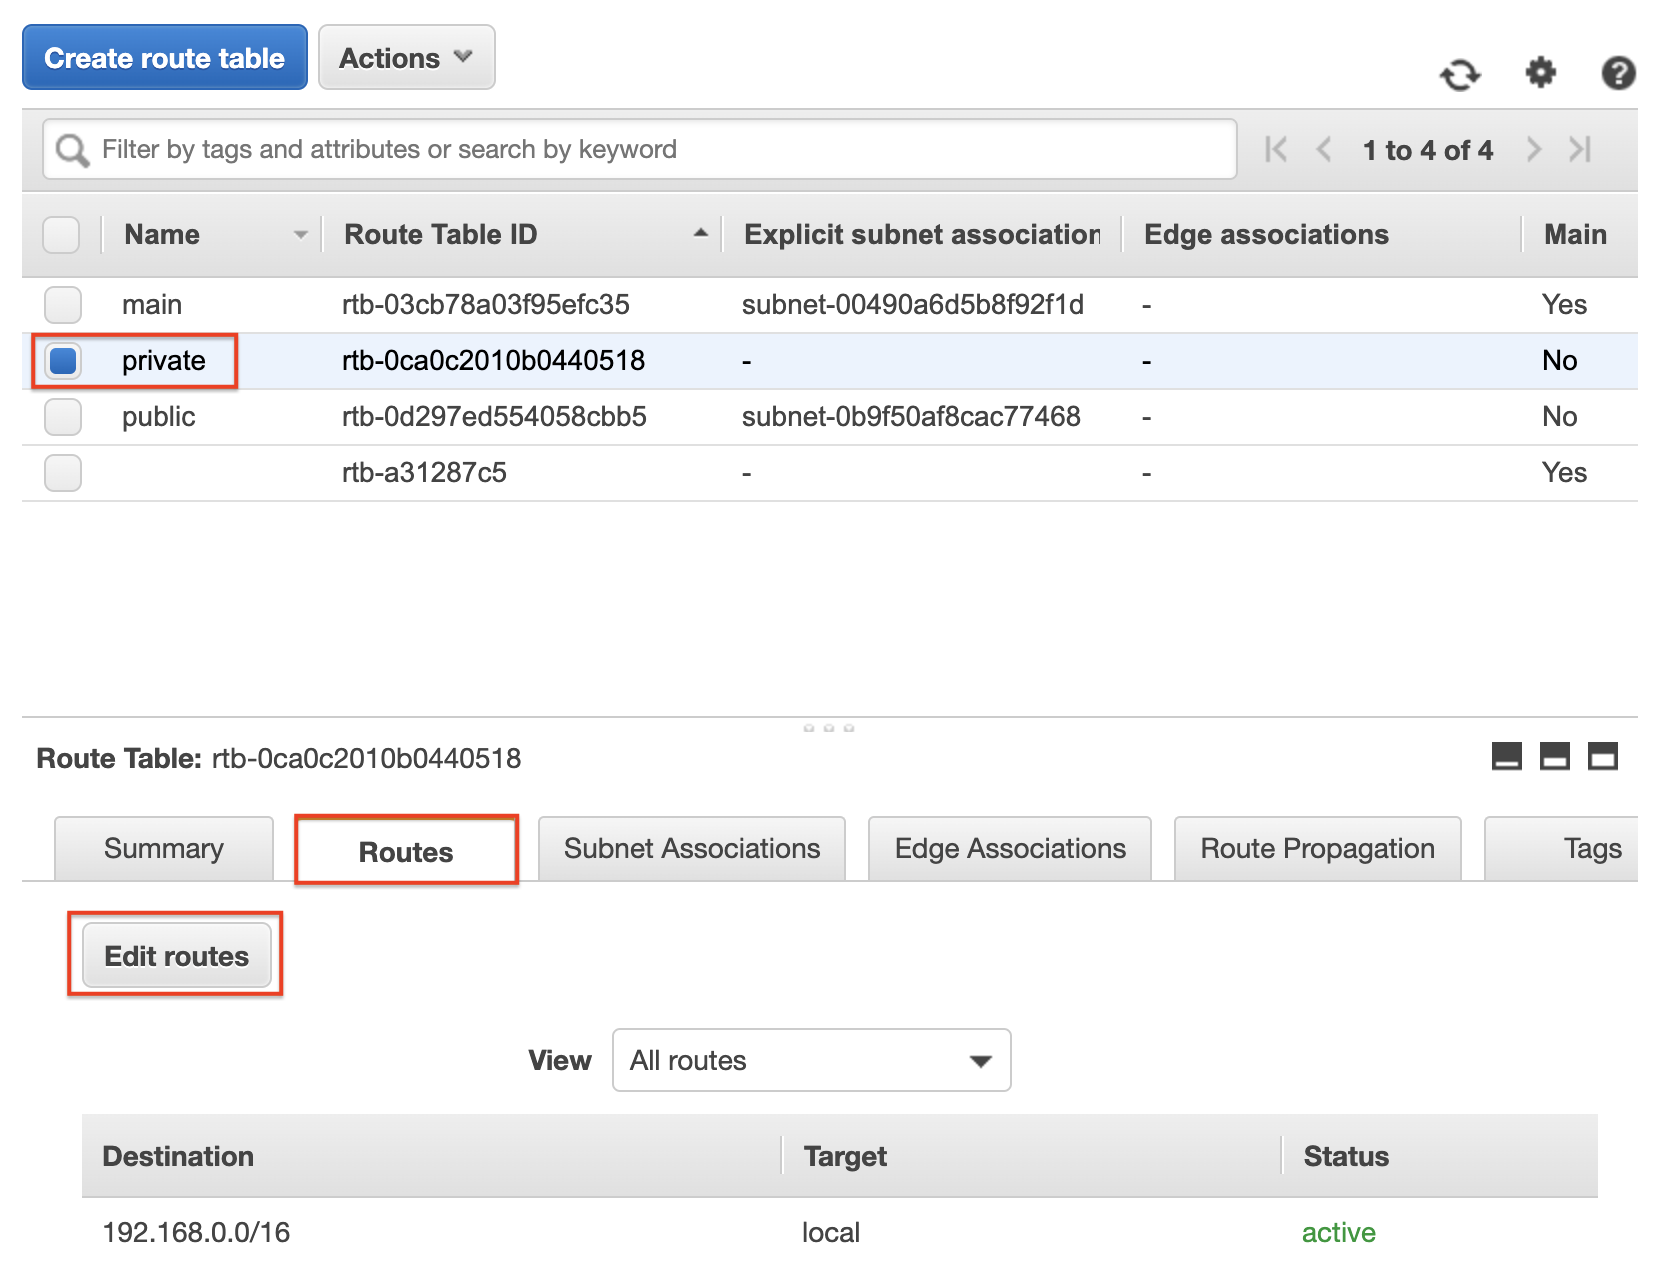 Create route table Actions
Filter by tags and attributes or search by keyword 1 to 4 of 4
Name Route Table ID Explicit subnet association Edge associations Main
main rtb-03cb78a03f95efc35 subnet-00490a6d5b8f92f1d - Yes
private rtb-0ca0c2010b0440518 - - No
public rtb-0d297ed554058cbb5 subnet-0b9f50af8cac77468 - No
rtb-a31287c5 - - Yes
Route Table: rtb-0ca0c2010b0440518
Summary Routes Subnet Associations Edge Associations Route Propagation Tags
Edit routes
View All routes
Destination Target Status
192.168.0.0/16 local active